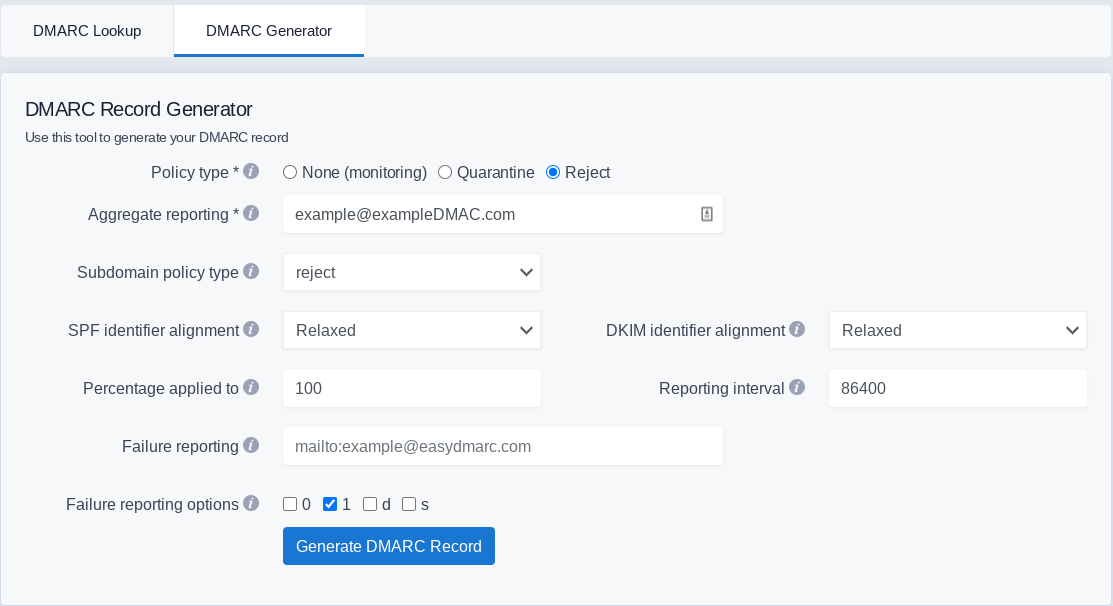 DMARC Lookup DMARC Generator
DMARC Record Generator
Use this tool to generate your DMARC record
Policy type * i None (monitoring) Quarantine Reject
Aggregate reporting * i example@exampleDMAC.com
Subdomain policy type i reject
SPF identifier alignment i Relaxed DKIM identifier alignment i Relaxed
Percentage applied to i 100 Reporting interval i 86400
Failure reporting i mailto:example@easydmarc.com
Failure reporting options i 0 1 d s
Generate DMARC Record